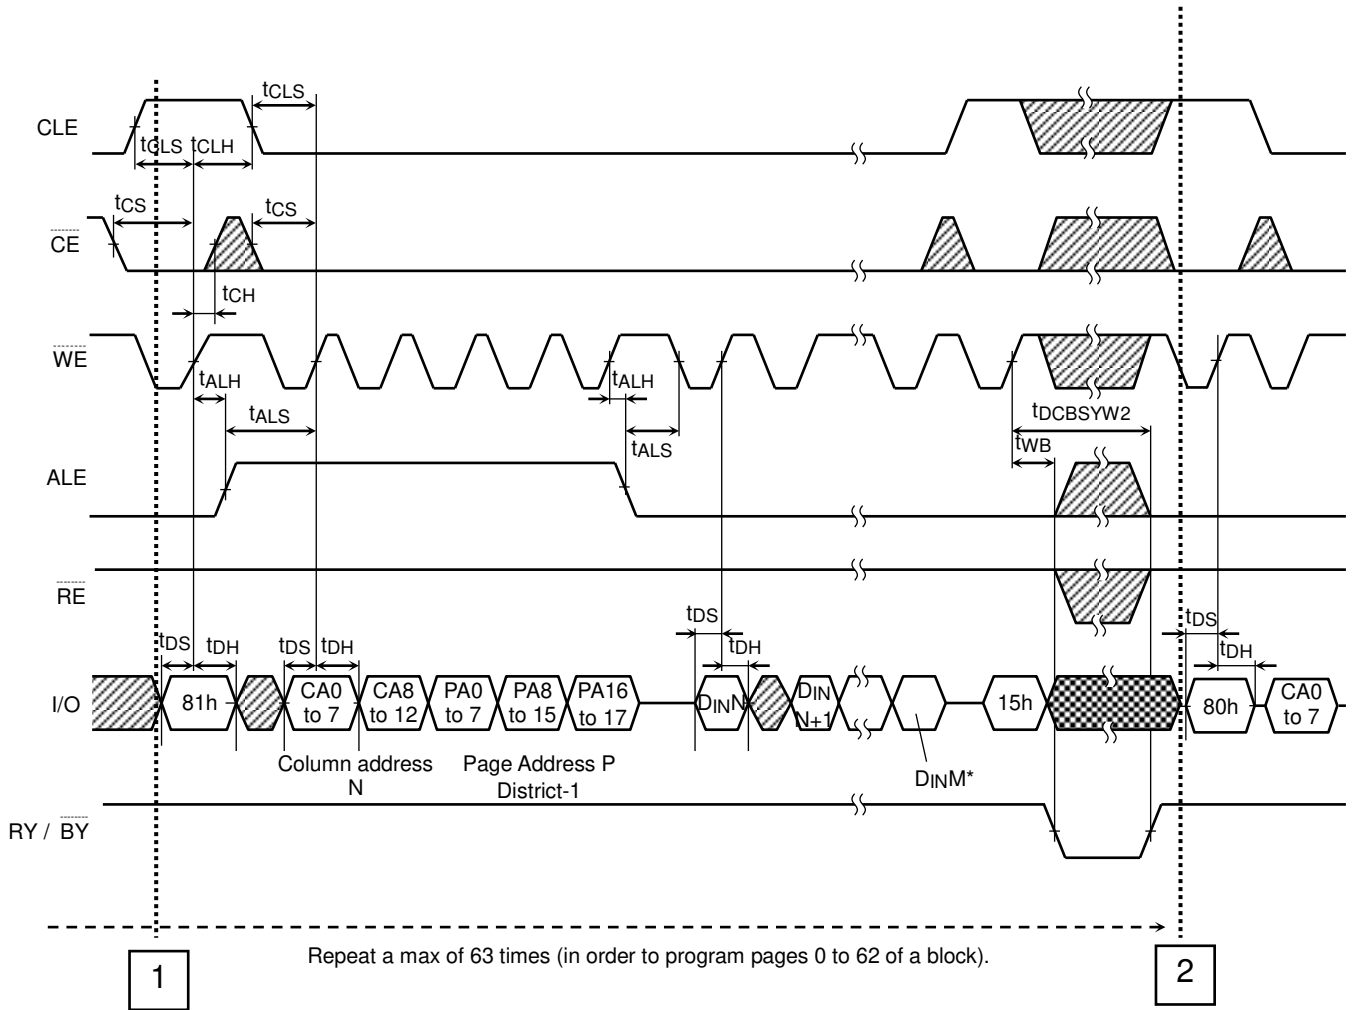 tCLS
CLE
tCLS tCLH
tCS tCS
CE
tCH
WE
tALH tALH
tALS tDCBSYW2
tALS tWB
ALE
RE
tDS tDS
tDS tDH tDS tDH tDH tDH
I/O 81h CA0 to 7 CA8 to 12 PA0 to 7 PA8 to 15 PA16 to 17 DINN DIN N+1 15h 80h CA0 to 7
Column address N
Page Address P
District-1
DINM*
RY / BY
Repeat a max of 63 times (in order to program pages 0 to 62 of a block).
1 2